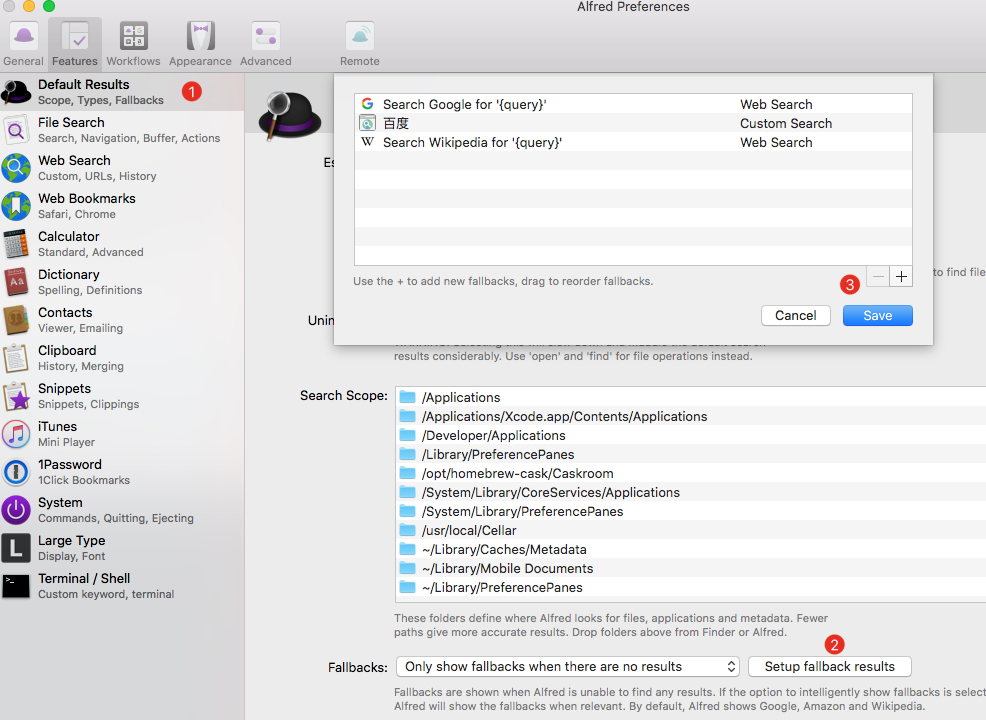 Alfred Preferences
General
Features
Workflows
Appearance
Advanced
Remote
Default Results
Scope, Types, Fallbacks
1
File Search
Search, Navigation, Buffer, Actions
Web Search
Custom, URLs, History
Web Bookmarks
Safari, Chrome
Calculator
Standard, Advanced
Dictionary
Spelling, Definitions
Contacts
Viewer, Emailing
Clipboard
History, Merging
Snippets
Snippets, Clippings
iTunes
Mini Player
1Password
1Click Bookmarks
System
Commands, Quitting, Ejecting
Large Type
Display, Font
Terminal / Shell
Custom keyword, terminal
Search Google for '{query}' Web Search
百度 Custom Search
Search Wikipedia for '{query}' Web Search
Use the + to add new fallbacks, drag to reorder fallbacks.
3
Cancel
Save
Es
to find file
Unin
results considerably. Use 'open' and 'find' for file operations instead.
Search Scope:
/Applications
/Applications/Xcode.app/Contents/Applications
/Developer/Applications
/Library/PreferencePanes
/opt/homebrew-cask/Caskroom
/System/Library/CoreServices/Applications
/System/Library/PreferencePanes
/usr/local/Cellar
~/Library/Caches/Metadata
~/Library/Mobile Documents
~/Library/PreferencePanes
These folders define where Alfred looks for files, applications and metadata. Fewer
paths give more accurate results. Drop folders above from Finder or Alfred.
2
Fallbacks: Only show fallbacks when there are no results Setup fallback results
Fallbacks are shown when Alfred is unable to find any results. If the option to intelligently show fallbacks is select
Alfred will show the fallbacks when relevant. By default, Alfred shows Google, Amazon and Wikipedia.